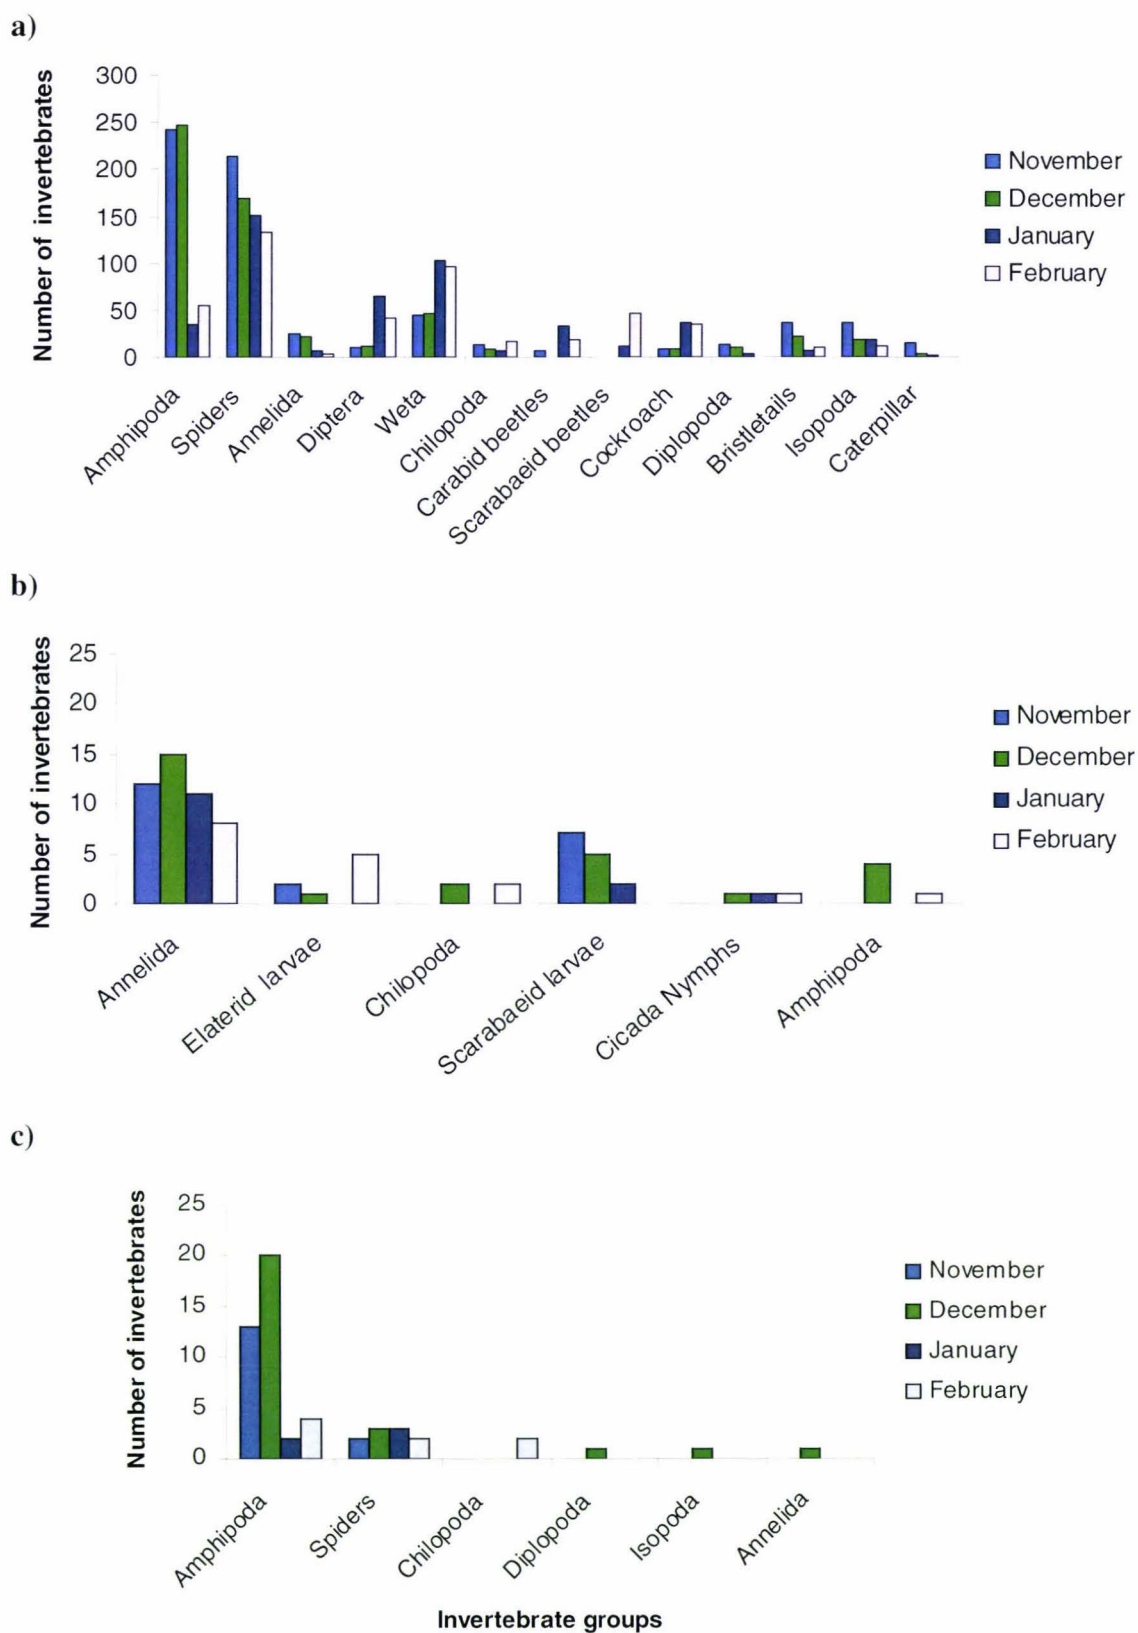 a)
Number of invertebrates
300
250
200
150
100
50
0
Amphipoda
Spiders
Annelida
Diptera
Weta
Chilopoda
Carabid beetles
Scarabaeid beetles
Cockroach
Diplopoda
Bristletails
Isopoda
Caterpillar
November
December
January
February
b)
Number of invertebrates
25
20
15
10
5
0
Annelida
Elaterid larvae
Chilopoda
Scarabaeid larvae
Cicada Nymphs
Amphipoda
November
December
January
February
c)
Number of invertebrates
25
20
15
10
5
0
Amphipoda
Spiders
Chilopoda
Diplopoda
Isopoda
Annelida
November
December
January
February
Invertebrate groups